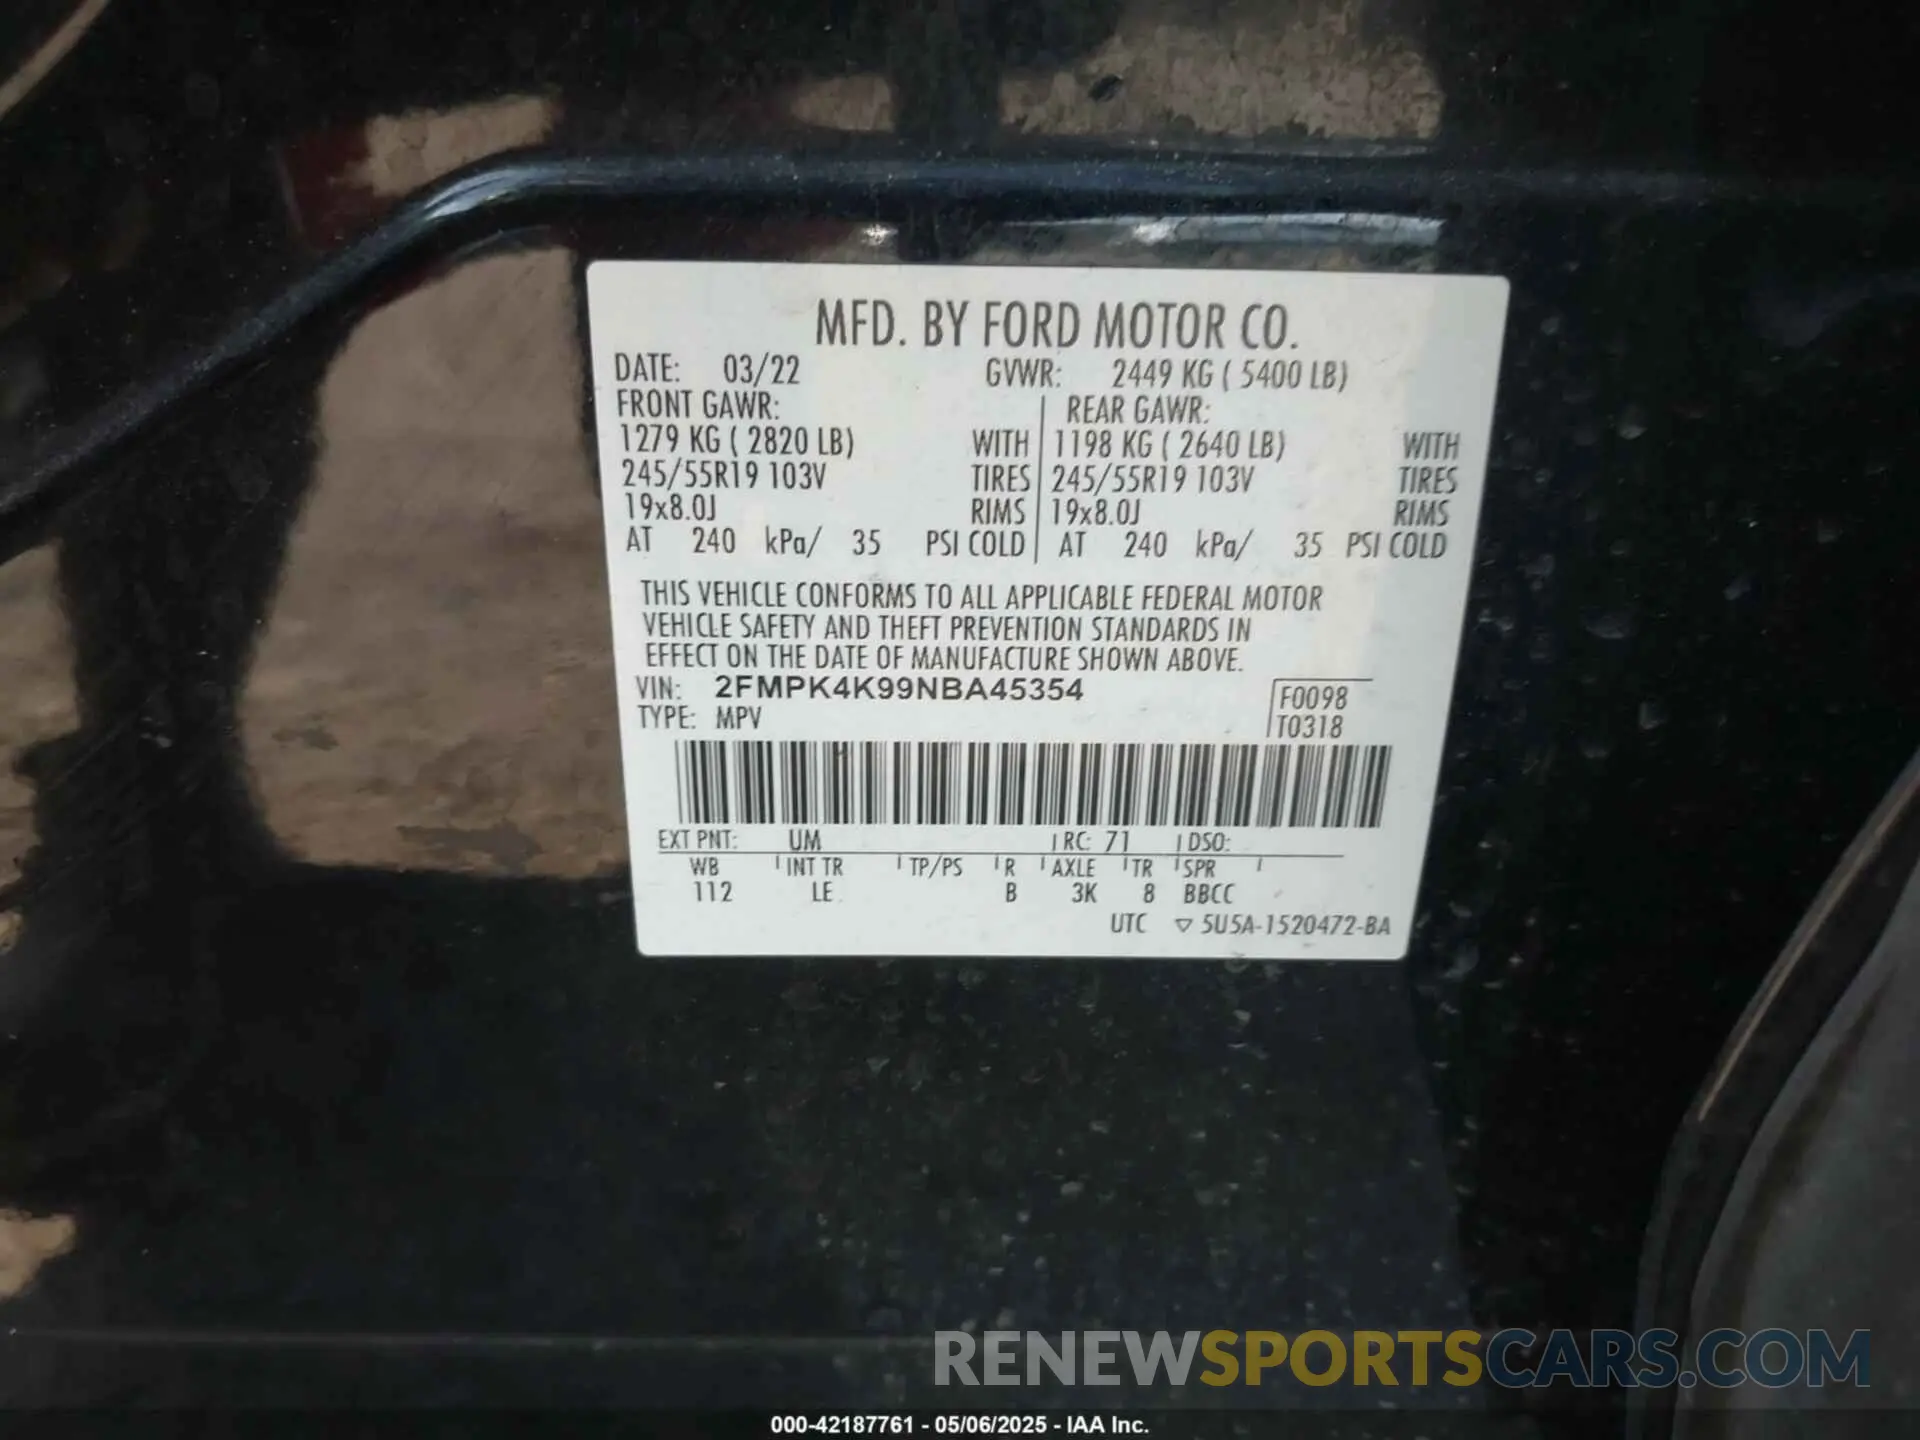 MFD. BY FORD MOTOR CO.
DATE: 03/22 GVWR: 2449 KG ( 5400 LB)
FRONT GAWR: REAR GAWR:
1279 KG ( 2820 LB) WITH 1198 KG ( 2640 LB) WITH
245/55R19 103V TIRES 245/55R19 103V TIRES
19x8.0J RIMS 19x8.0J RIMS
AT 240 kPa/ 35 PSI COLD AT 240 kPa/ 35 PSI COLD
THIS VEHICLE CONFORMS TO ALL APPLICABLE FEDERAL MOTOR
VEHICLE SAFETY AND THEFT PREVENTION STANDARDS IN
EFFECT ON THE DATE OF MANUFACTURE SHOWN ABOVE.
VIN: 2FMPK4K99NBA45354 F0098
TYPE: MPV T0318
EXT PNT: UM RC: 71 DSO:
WB INT TR TP/PS R AXLE TR SPR
112 LE B 3K 8 BBCC
UTC ▽ 5U5A-1520472-BA
RENEWSPORTSCARS.COM
000-42187761 - 05/06/2025 - IAA Inc.